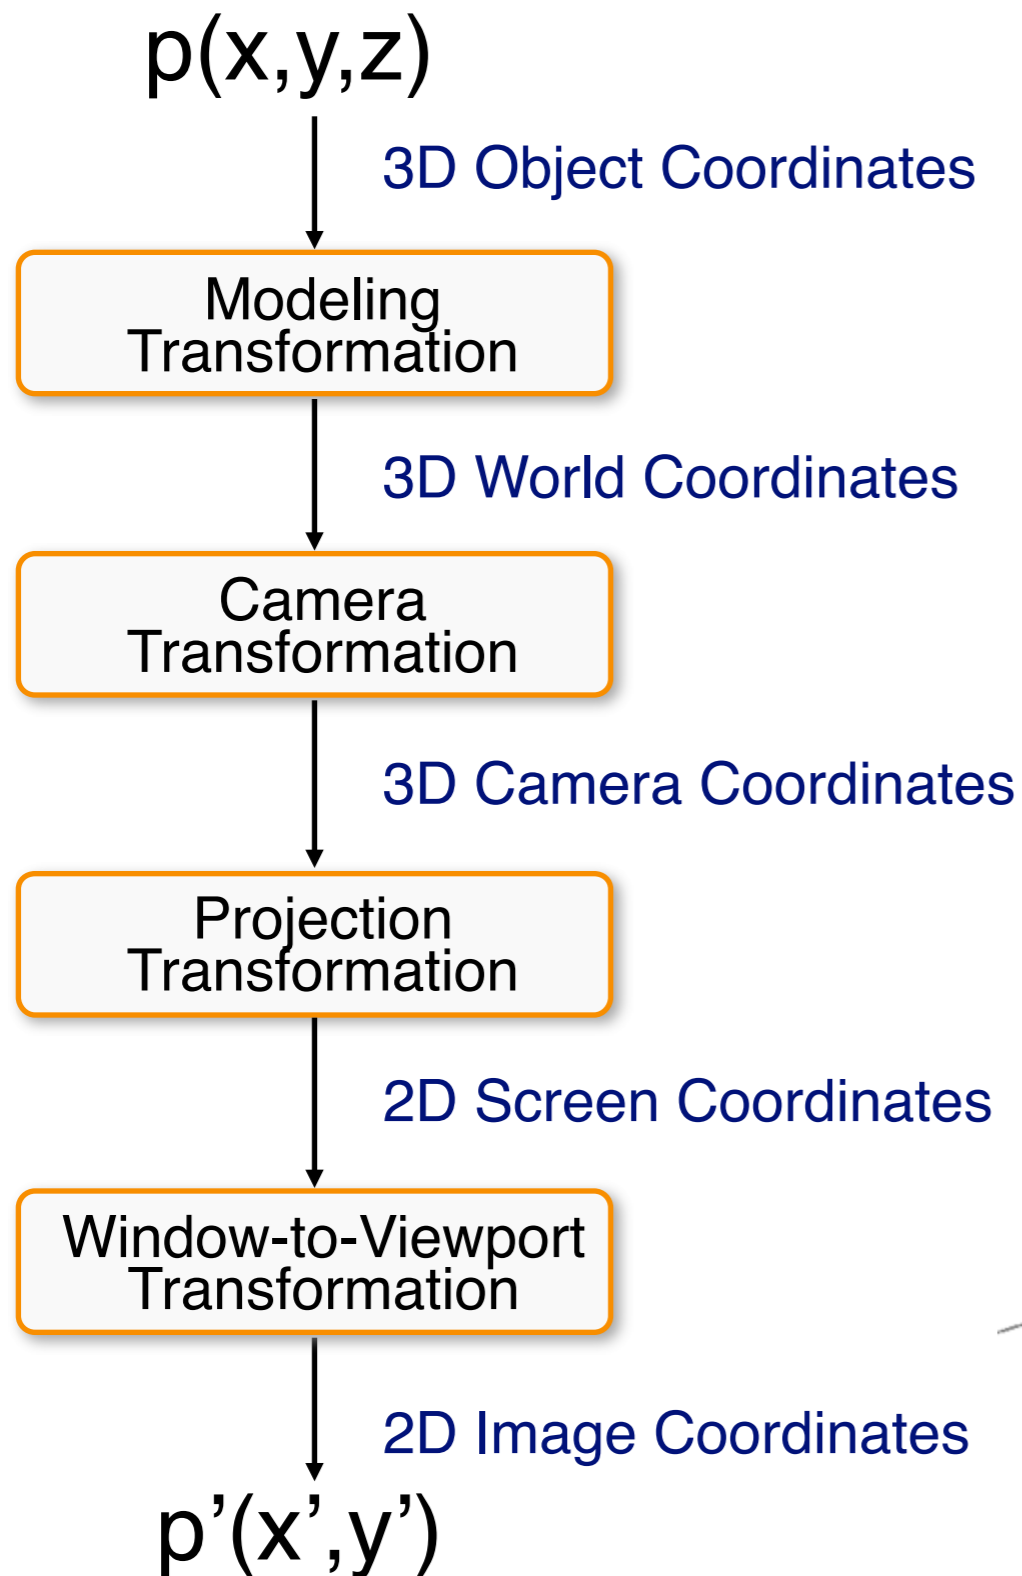 p(x,y,z)
3D Object Coordinates
Modeling
Transformation
3D World Coordinates
Camera
Transformation
3D Camera Coordinates
Projection
Transformation
2D Screen Coordinates
Window-to-Viewport
Transformation
2D Image Coordinates
p’(x’,y’)